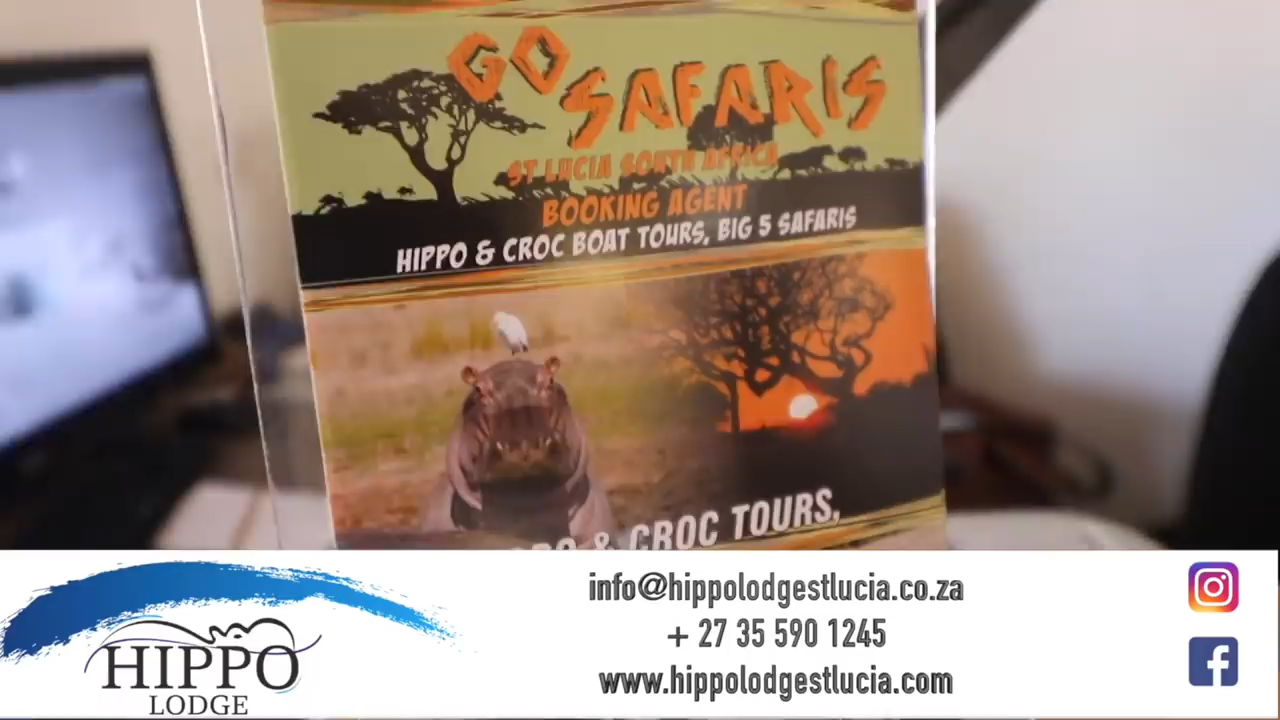 GO SAFARIS
ST LUCIA SOUTH AFRICA
BOOKING AGENT
HIPPO & CROC BOAT TOURS, BIG 5 SAFARIS
& CROC TOURS,
info@hippolodgestlucia.co.za
+ 27 35 590 1245
www.hippolodgestlucia.com
HIPPO
LODGE